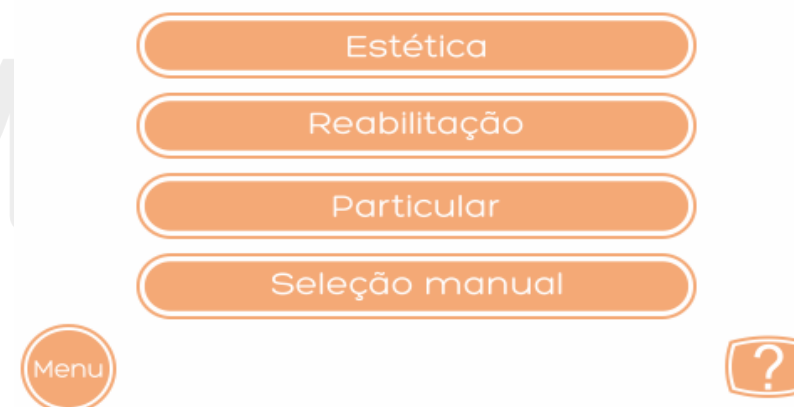 Estética
Reabilitação
Particular
Seleção manual
Menu
?